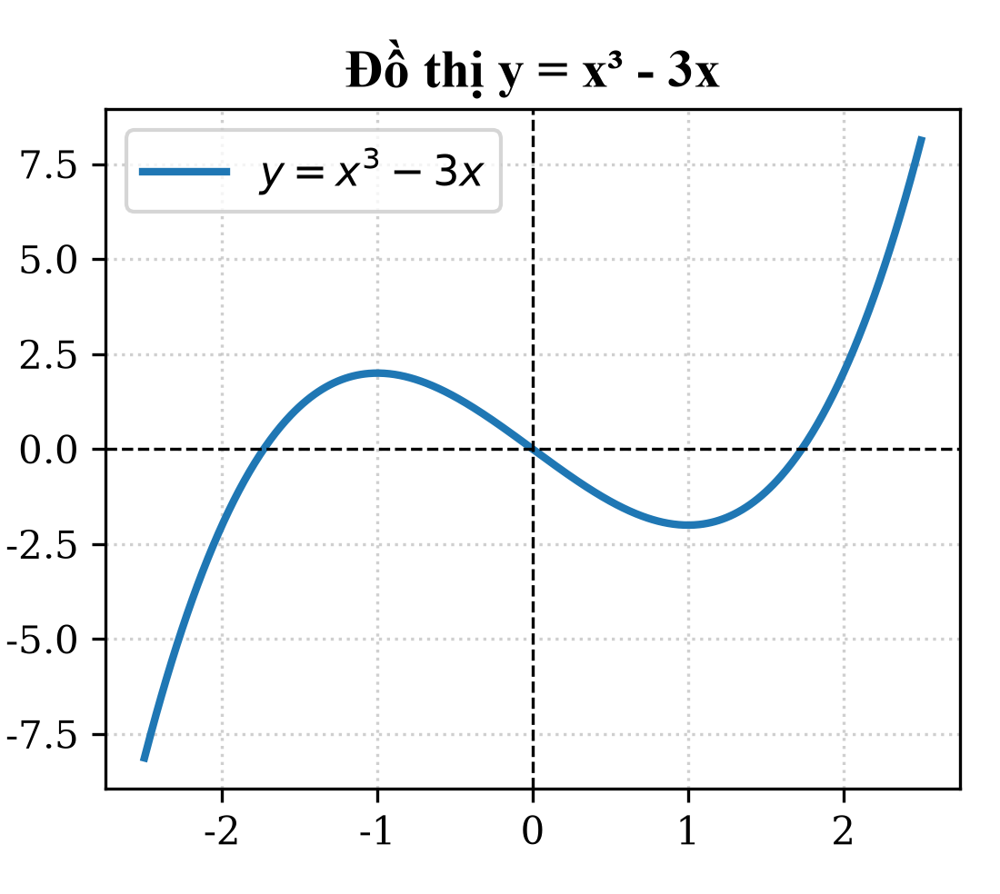 Đồ thị y = x³ - 3x
y = x³ − 3x
7.5
5.0
2.5
0.0
-2.5
-5.0
-7.5
-2 -1 0 1 2